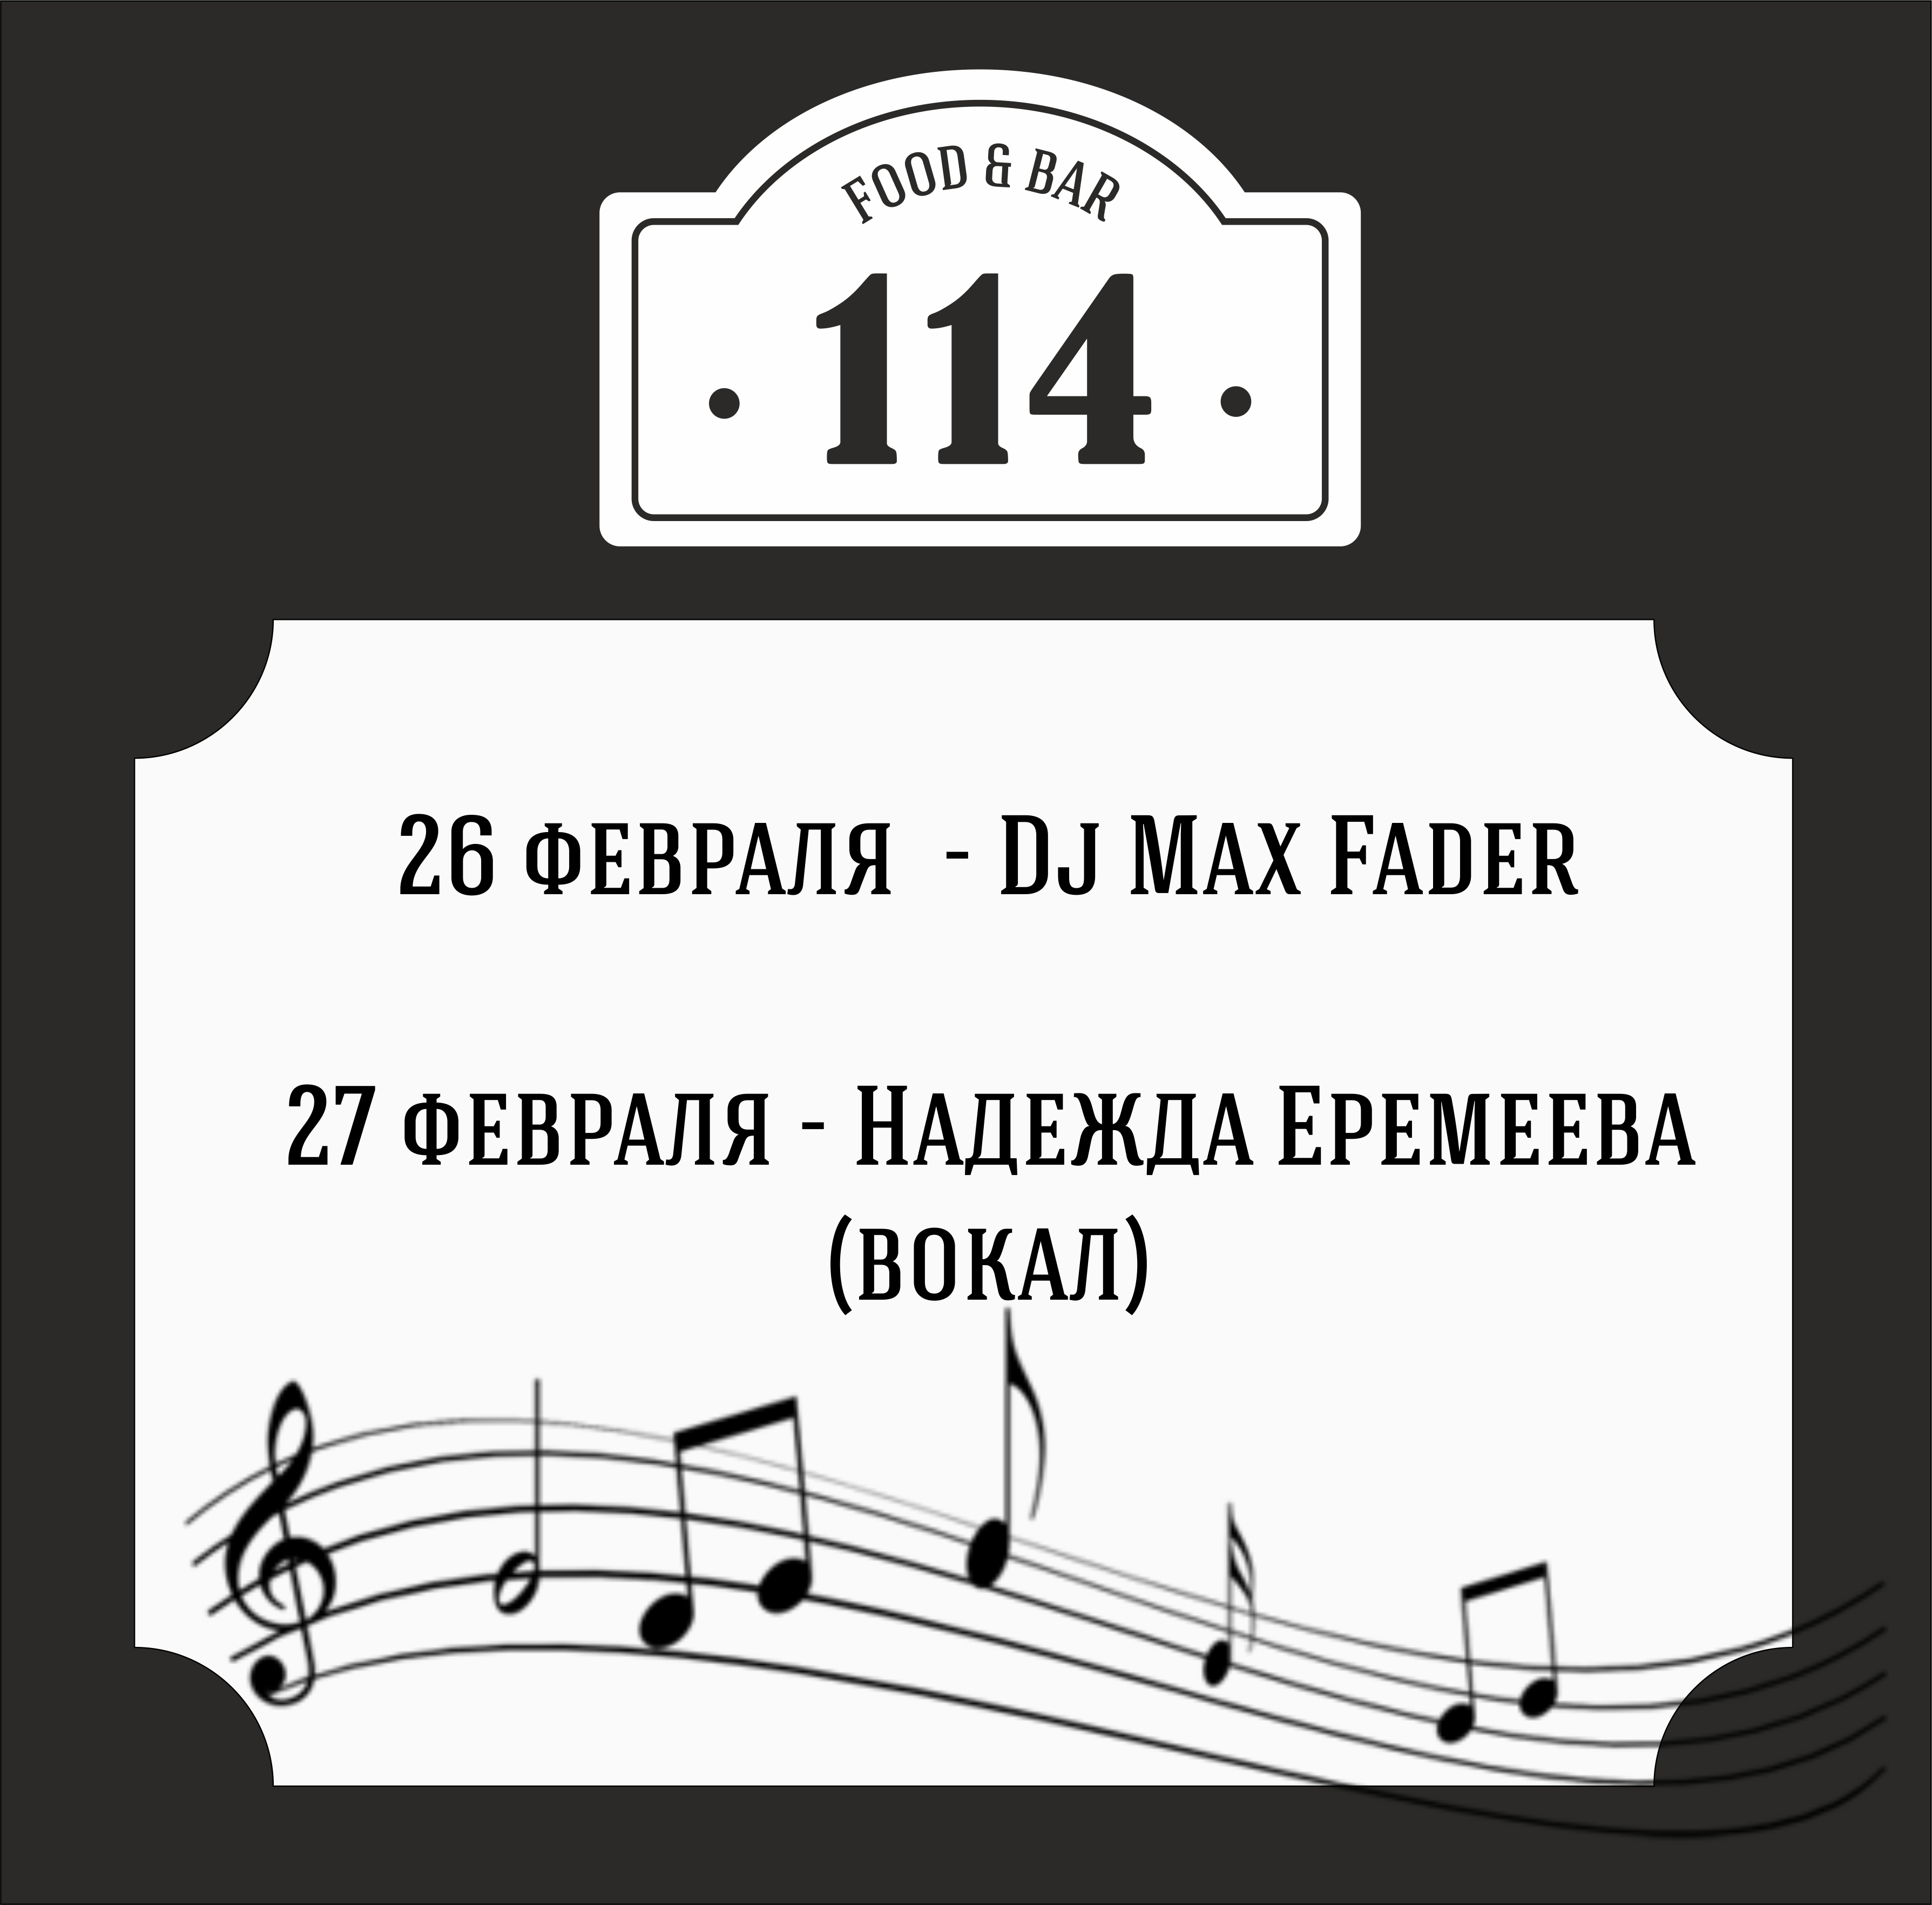 FOOD & BAR
114
26 ФЕВРАЛЯ - DJ MAX FADER
27 ФЕВРАЛЯ - НАДЕЖДА ЕРЕМЕЕВА
(ВОКАЛ)